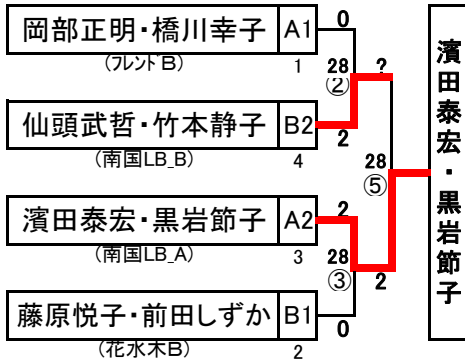 岡部正明・橋川幸子 A1 0
(フレンドB) 1 28 ?
②
仙頭武哲・竹本静子 B2 2
(南国LB_B) 4 28
⑤
濱田泰宏・黒岩節子 A2 2
(南国LB_A) 3 28
③ 2
藤原悦子・前田しずか B1 0
(花水木B) 2
濱田泰宏・黒岩節子